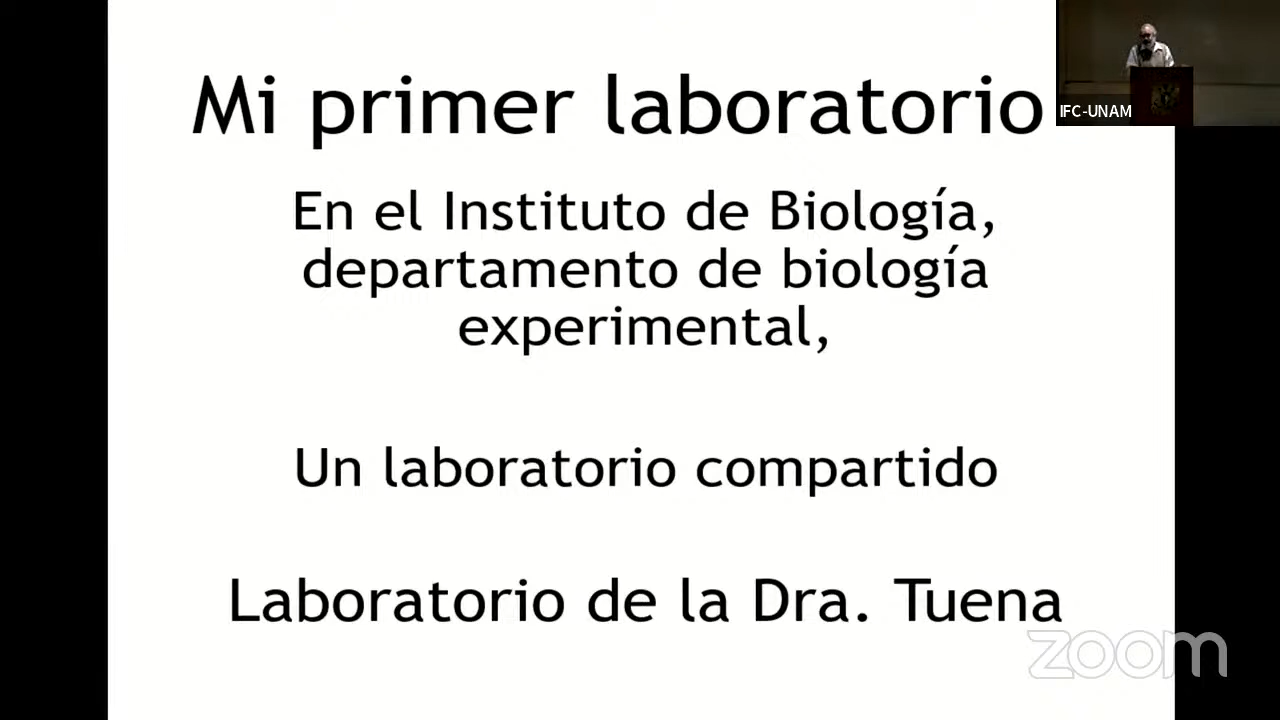 Mi primer laboratorio
IFC-UNAM
En el Instituto de Biología,
departamento de biología
experimental,
Un laboratorio compartido
Laboratorio de la Dra. Tuena
zoom